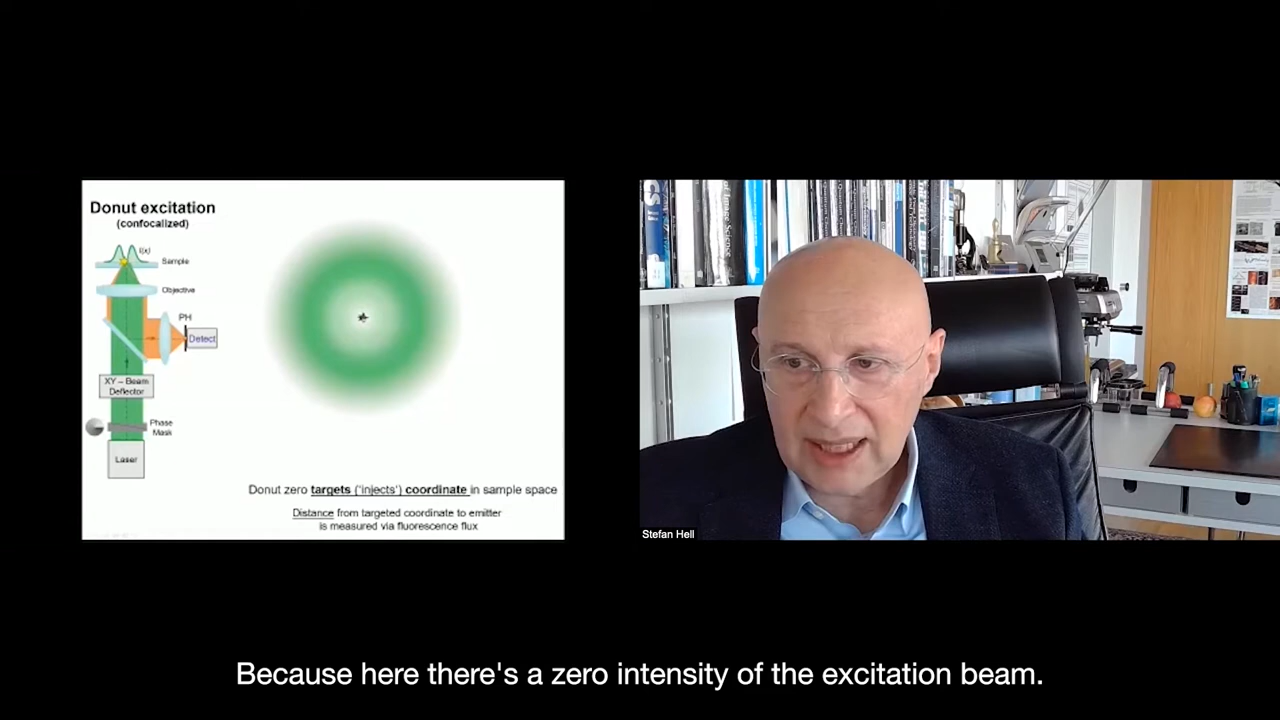 Donut excitation
(confocalized)
I(x)
Sample
Objective
PH
Detect
XY – Beam
Deflector
Phase
Mask
Laser
Donut zero targets ('injects') coordinate in sample space
Distance from targeted coordinate to emitter
is measured via fluorescence flux
Stefan Hell
Because here there's a zero intensity of the excitation beam.